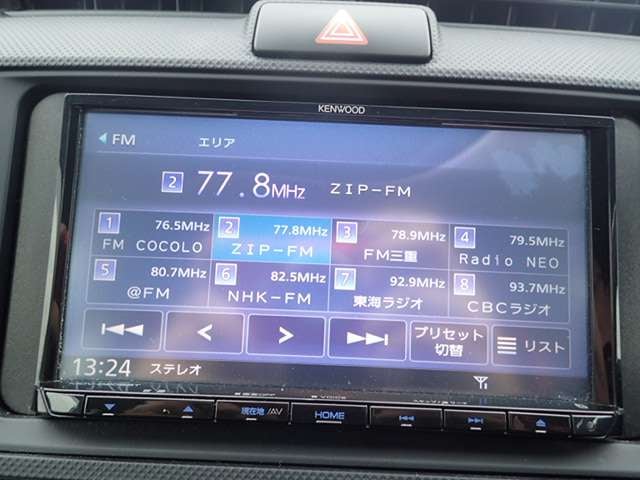 KENWOOD
FM エリア
2 77.8MHz ZIP-FM
1 76.5MHz FM COCOLO
2 77.8MHz ZIP-FM
3 78.9MHz FM三重
4 79.5MHz Radio NEO
5 80.7MHz @FM
6 82.5MHz NHK-FM
7 92.9MHz 東海ラジオ
8 93.7MHz CBCラジオ
プリセット
切替
リスト
13:24 ステレオ
現在地 AV HOME